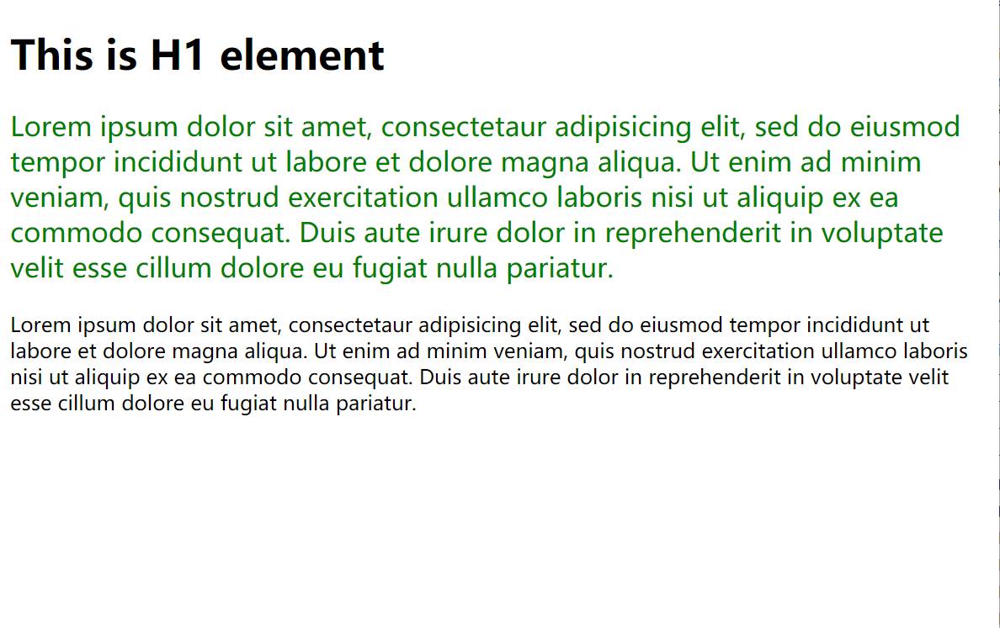 This is H1 element
Lorem ipsum dolor sit amet, consectetaur adipisicing elit, sed do eiusmod
tempor incididunt ut labore et dolore magna aliqua. Ut enim ad minim
veniam, quis nostrud exercitation ullamco laboris nisi ut aliquip ex ea
commodo consequat. Duis aute irure dolor in reprehenderit in voluptate
velit esse cillum dolore eu fugiat nulla pariatur.
Lorem ipsum dolor sit amet, consectetaur adipisicing elit, sed do eiusmod tempor incididunt ut
labore et dolore magna aliqua. Ut enim ad minim veniam, quis nostrud exercitation ullamco laboris
nisi ut aliquip ex ea commodo consequat. Duis aute irure dolor in reprehenderit in voluptate velit
esse cillum dolore eu fugiat nulla pariatur.